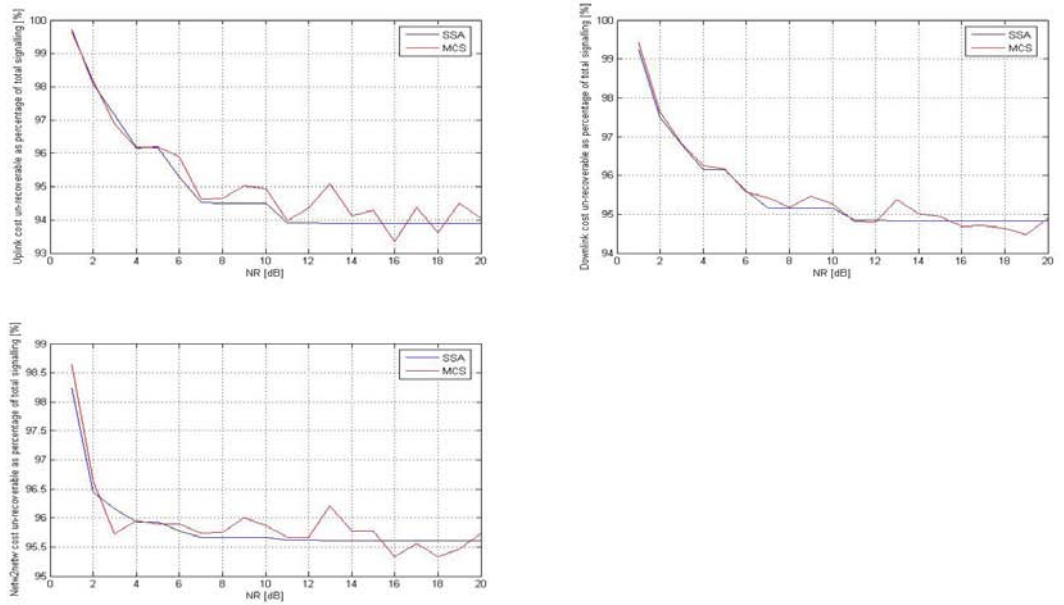 Uplink cost un-recoverable as percentage of total signalling [%]
100
99
98
97
96
95
94
93
0 2 4 6 8 10 12 14 16 18 20
NR [dB]
SSA
MCS
Downlink cost un-recoverable as percentage of total signalling [%]
100
99
98
97
96
95
94
0 2 4 6 8 10 12 14 16 18 20
NR [dB]
SSA
MCS
Netw2netw cost un-recoverable as percentage of total signalling [%]
99
98.5
98
97.5
97
96.5
96
95.5
95
0 2 4 6 8 10 12 14 16 18 20
NR [dB]
SSA
MCS